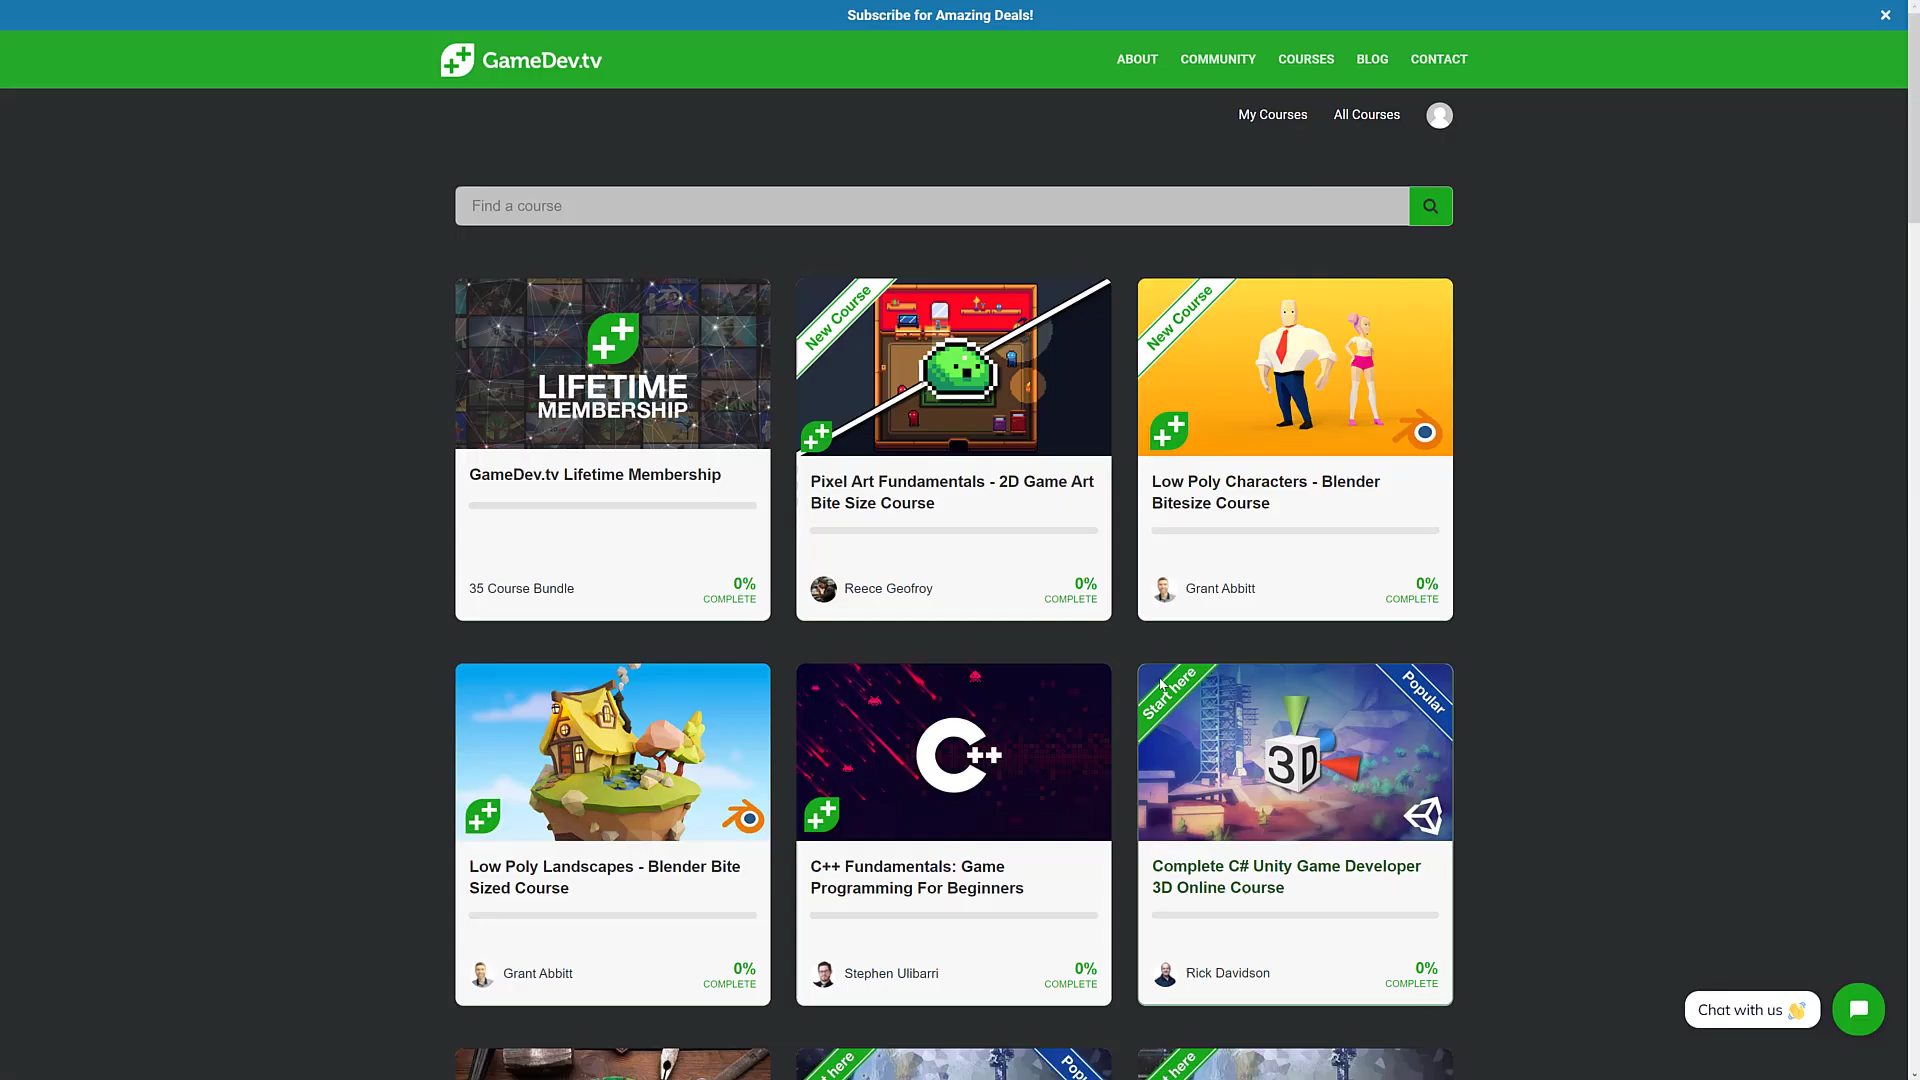 Subscribe for Amazing Deals!
GameDev.tv
ABOUT COMMUNITY COURSES BLOG CONTACT
My Courses All Courses
Find a course
LIFETIME
MEMBERSHIP
GameDev.tv Lifetime Membership
35 Course Bundle
0%
COMPLETE
New Course
Pixel Art Fundamentals - 2D Game Art
Bite Size Course
Reece Geofroy
0%
COMPLETE
New Course
Low Poly Characters - Blender
Bitesize Course
Grant Abbitt
0%
COMPLETE
Low Poly Landscapes - Blender Bite
Sized Course
Grant Abbitt
0%
COMPLETE
C++
C++ Fundamentals: Game
Programming For Beginners
Stephen Ulibarri
0%
COMPLETE
Start here
Popular
3D
Complete C# Unity Game Developer
3D Online Course
Rick Davidson
0%
COMPLETE
Chat with us 👋
here
Popu
here